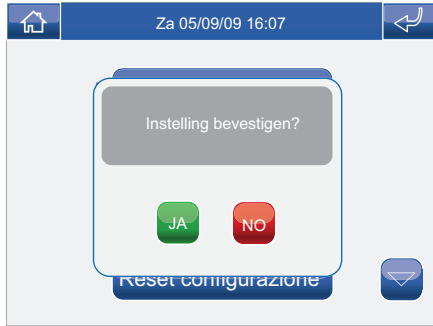 Za 05/09/09 16:07
Instelling bevestigen?
JA NO
Reset configurazione